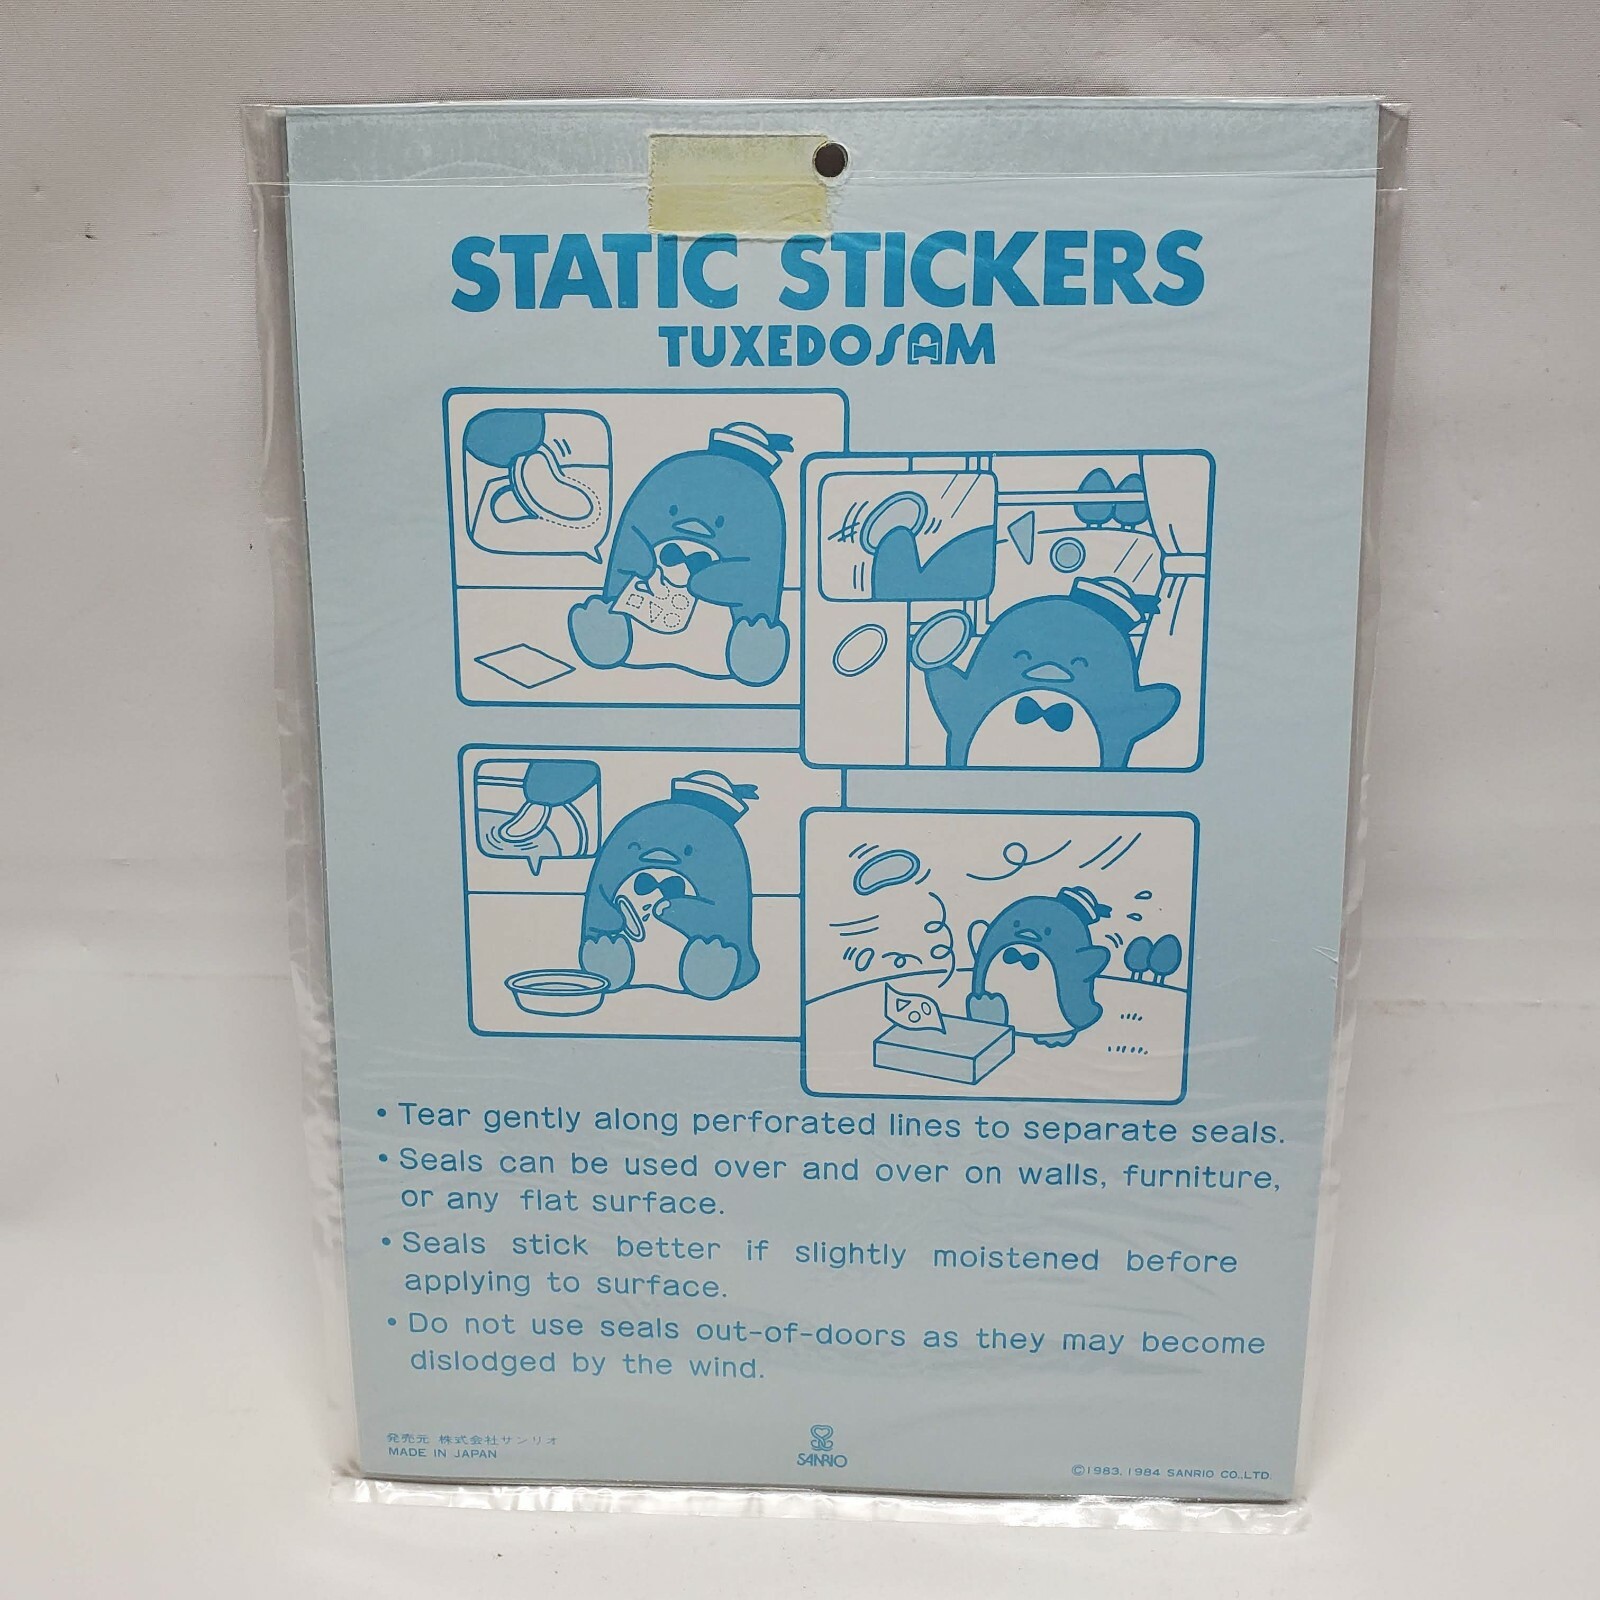 STATIC STICKERS
TUXEDOSAM
• Tear gently along perforated lines to separate seals.
• Seals can be used over and over on walls, furniture,
or any flat surface.
• Seals stick better if slightly moistened before
applying to surface.
• Do not use seals out-of-doors as they may become
dislodged by the wind.
発売元 株式会社サンリオ
MADE IN JAPAN
SANRIO
©1983, 1984 SANRIO CO.,LTD.